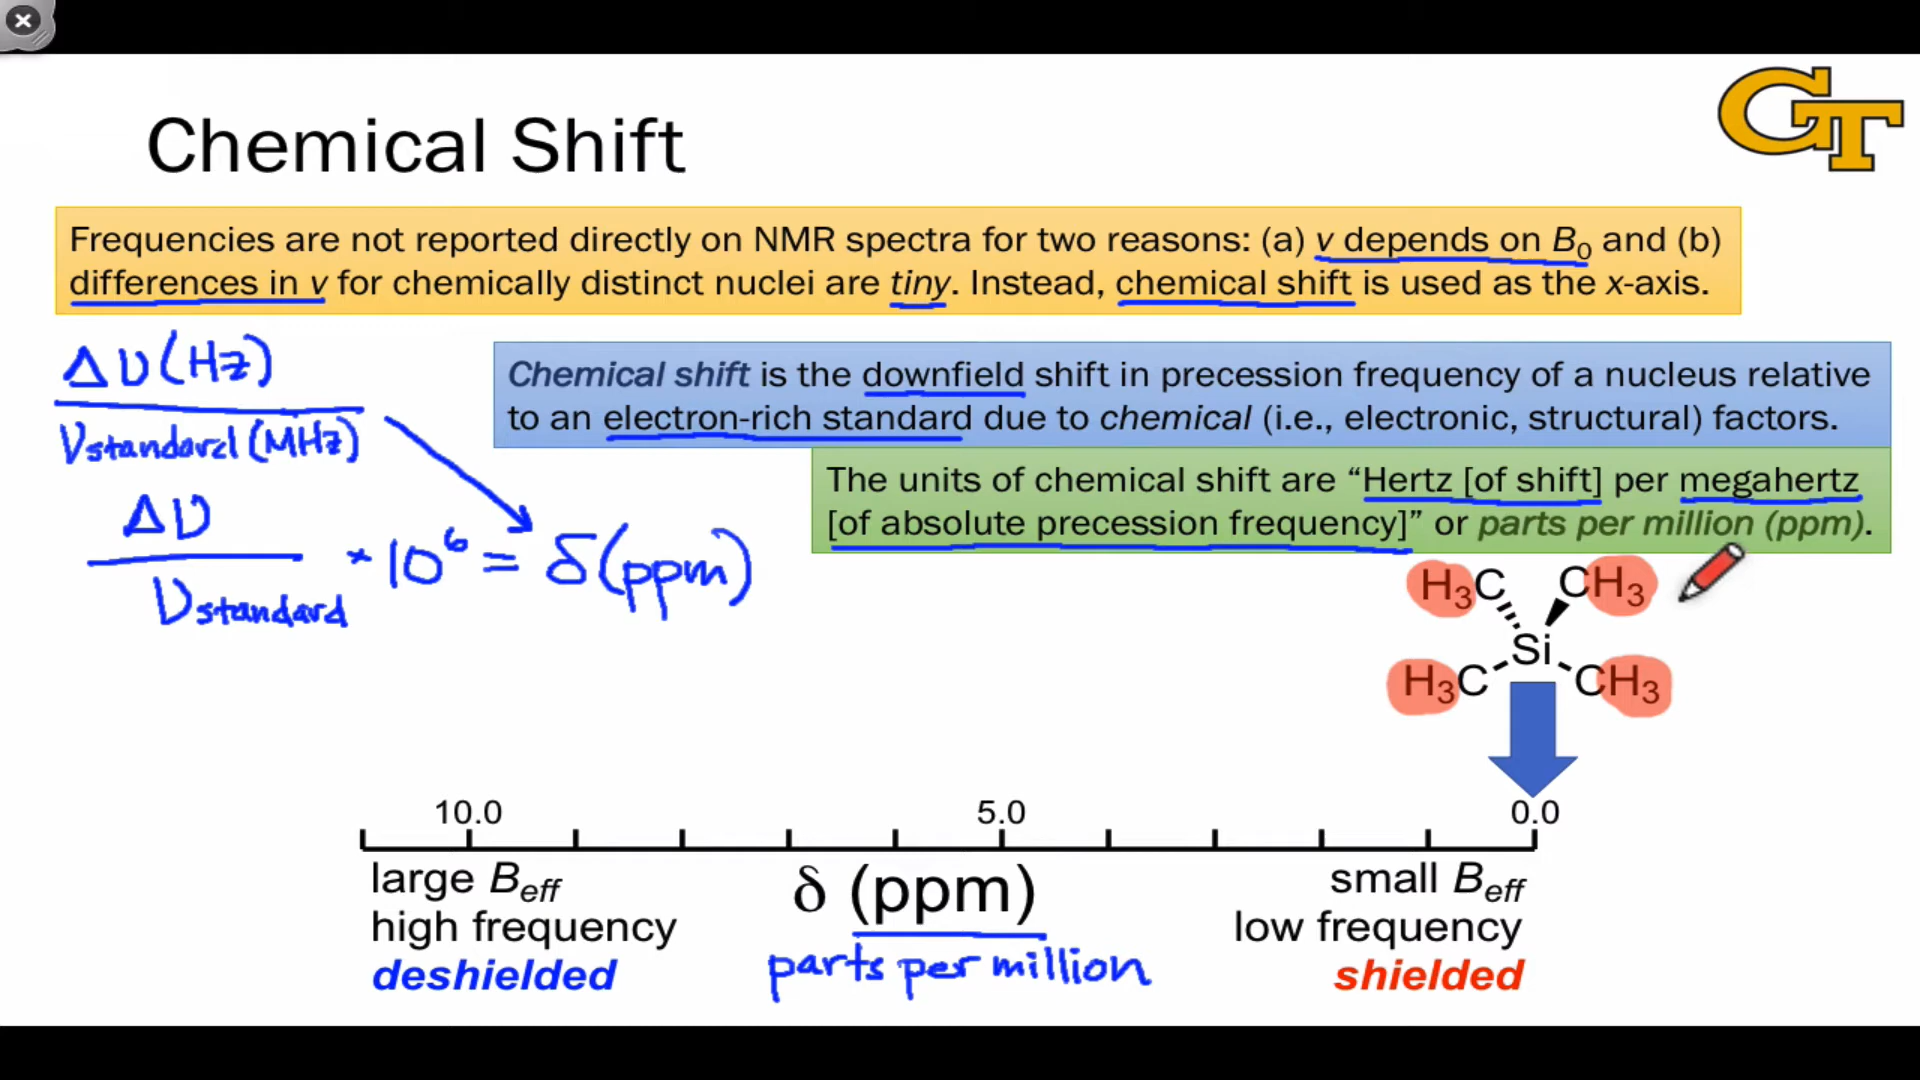 GT
Chemical Shift
Frequencies are not reported directly on NMR spectra for two reasons: (a) ν depends on B₀ and (b)
differences in ν for chemically distinct nuclei are tiny. Instead, chemical shift is used as the x-axis.
Δν(Hz)
νstandard(MHz)
Chemical shift is the downfield shift in precession frequency of a nucleus relative
to an electron-rich standard due to chemical (i.e., electronic, structural) factors.
The units of chemical shift are “Hertz [of shift] per megahertz
[of absolute precession frequency]” or parts per million (ppm).
Δν
νstandard
* 10⁶ = δ(ppm)
H₃C CH₃
Si
H₃C CH₃
10.0 5.0 0.0
large Beff
high frequency
deshielded
δ (ppm)
parts per million
small Beff
low frequency
shielded